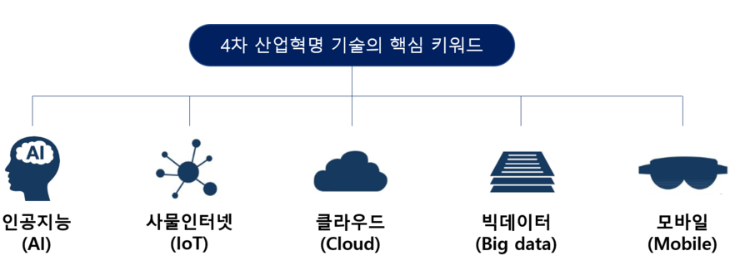 4차 산업혁명 기술의 핵심 키워드
AI
인공지능
(AI)
사물인터넷
(IoT)
클라우드
(Cloud)
빅데이터
(Big data)
모바일
(Mobile)